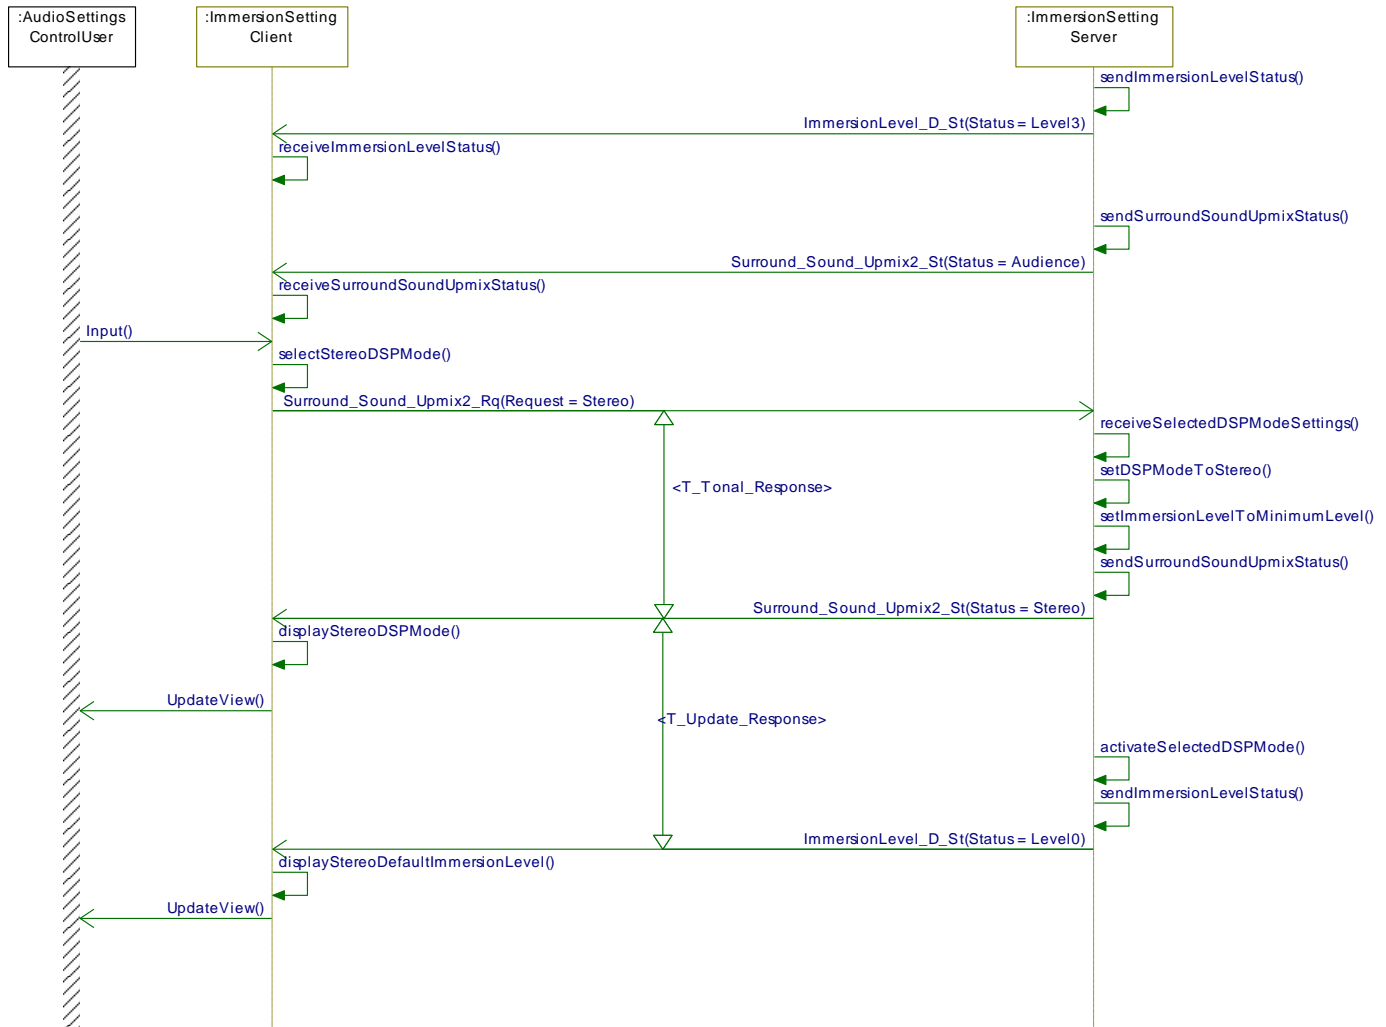 :AudioSettings
ControlUser
:ImmersionSetting
Client
:ImmersionSetting
Server
sendImmersionLevelStatus()
ImmersionLevel_D_St(Status = Level3)
receiveImmersionLevelStatus()
sendSurroundSoundUpmixStatus()
Surround_Sound_Upmix2_St(Status = Audience)
receiveSurroundSoundUpmixStatus()
Input()
selectStereoDSPMode()
Surround_Sound_Upmix2_Rq(Request = Stereo)
receiveSelectedDSPModeSettings()
setDSPModeToStereo()
<T_Tonal_Response>
setImmersionLevelToMinimumLevel()
sendSurroundSoundUpmixStatus()
Surround_Sound_Upmix2_St(Status = Stereo)
displayStereoDSPMode()
UpdateView()
<T_Update_Response>
activateSelectedDSPMode()
sendImmersionLevelStatus()
ImmersionLevel_D_St(Status = Level0)
displayStereoDefaultImmersionLevel()
UpdateView()